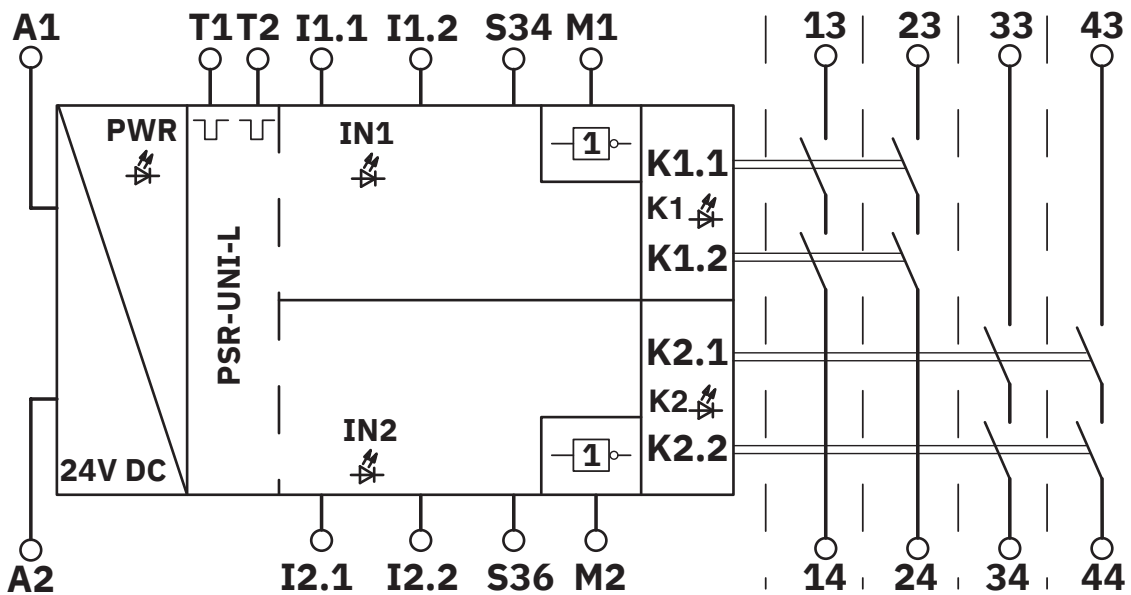 A1 T1 T2 I1.1 I1.2 S34 M1 13 23 33 43
PWR IN1 1 K1.1
K1
PSR-UNI-L K1.2
K2.1
K2
IN2 K2.2
24V DC 1
A2 I2.1 I2.2 S36 M2 14 24 34 44